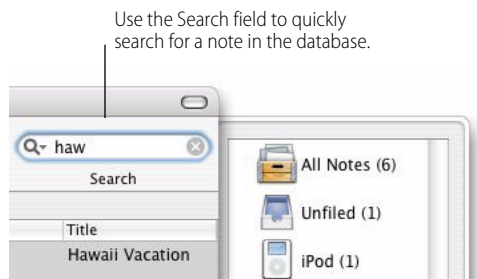 Use the Search field to quickly
search for a note in the database.
haw
Search
Title
Hawaii Vacation
All Notes (6)
Unfiled (1)
iPod (1)